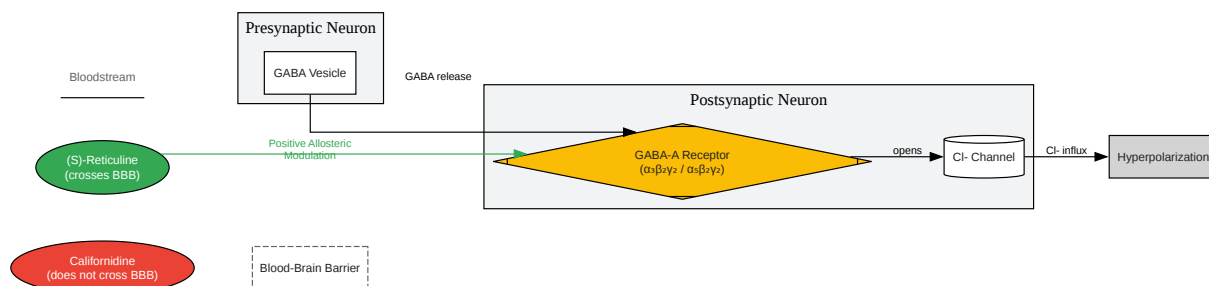 Presynaptic Neuron
GABA Vesicle
Bloodstream
GABA release
Postsynaptic Neuron
(S)-Reticuline
(crosses BBB)
Positive Allosteric
Modulation
GABA-A Receptor
(α₃β₂γ₂ / α₅β₂γ₂)
opens
Cl- Channel
Cl- influx
Hyperpolarization
Californidine
(does not cross BBB)
Blood-Brain Barrier